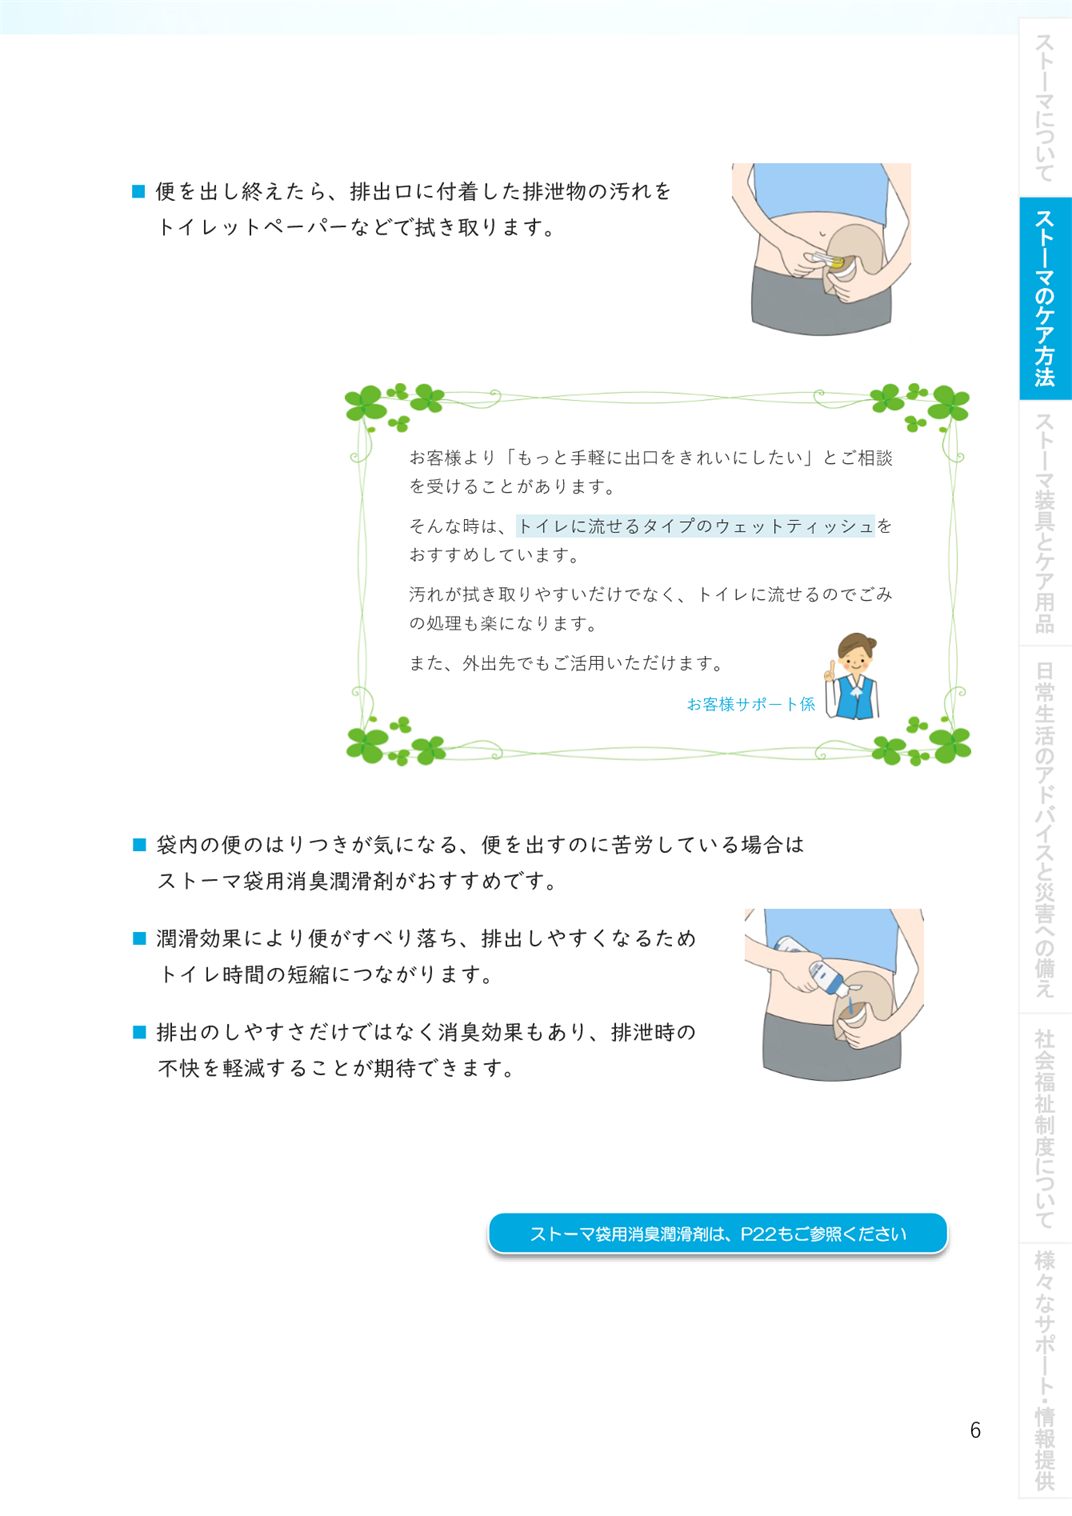 ■ 便を出し終えたら、排出口に付着した排泄物の汚れを
トイレットペーパーなどで拭き取ります。
お客様より「もっと手軽に出口をきれいにしたい」とご相談
を受けることがあります。
そんな時は、トイレに流せるタイプのウェットティッシュを
おすすめしています。
汚れが拭き取りやすいだけでなく、トイレに流せるのでごみ
の処理も楽になります。
また、外出先でもご活用いただけます。
お客様サポート係
■ 袋内の便のはりつきが気になる、便を出すのに苦労している場合は
ストーマ袋用消臭潤滑剤がおすすめです。
■ 潤滑効果により便がすべり落ち、排出しやすくなるため
トイレ時間の短縮につながります。
■ 排出のしやすさだけではなく消臭効果もあり、排泄時の
不快を軽減することが期待できます。
ストーマ袋用消臭潤滑剤は、P22もご参照ください
6
ストーマについて
ストーマのケア方法
ストーマ装具とケア用品
日常生活のアドバイスと災害への備え
社会福祉制度について
様々なサポート・情報提供